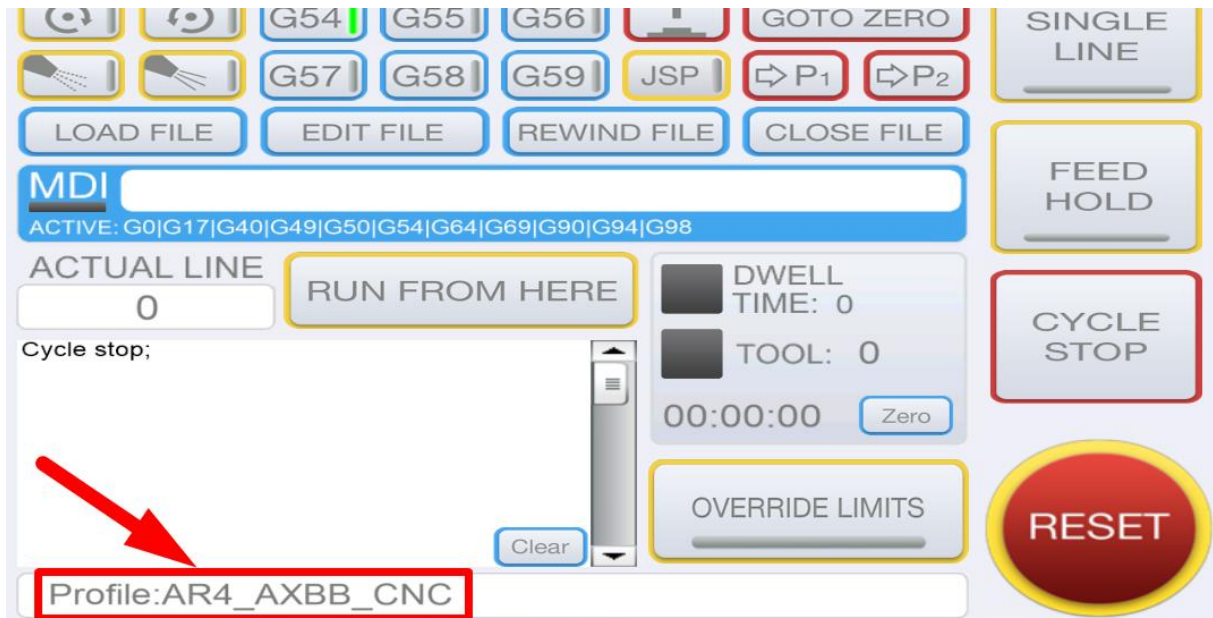 G54 G55 G56 GOTO ZERO
SINGLE
LINE
G57 G58 G59 JSP P1 P2
LOAD FILE EDIT FILE REWIND FILE CLOSE FILE
MDI
ACTIVE: G0|G17|G40|G49|G50|G54|G64|G69|G90|G94|G98
FEED
HOLD
ACTUAL LINE
0
RUN FROM HERE
DWELL
TIME: 0
TOOL: 0
00:00:00 Zero
CYCLE
STOP
Cycle stop;
Clear
OVERRIDE LIMITS
RESET
Profile:AR4_AXBB_CNC